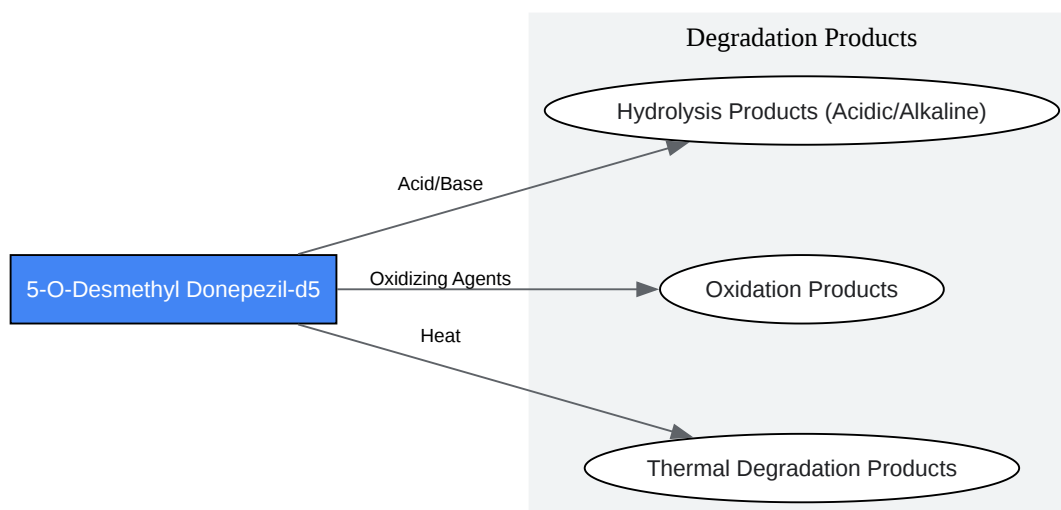 Degradation Products
Hydrolysis Products (Acidic/Alkaline)
Acid/Base
5-O-Desmethyl Donepezil-d5
Oxidizing Agents
Oxidation Products
Heat
Thermal Degradation Products